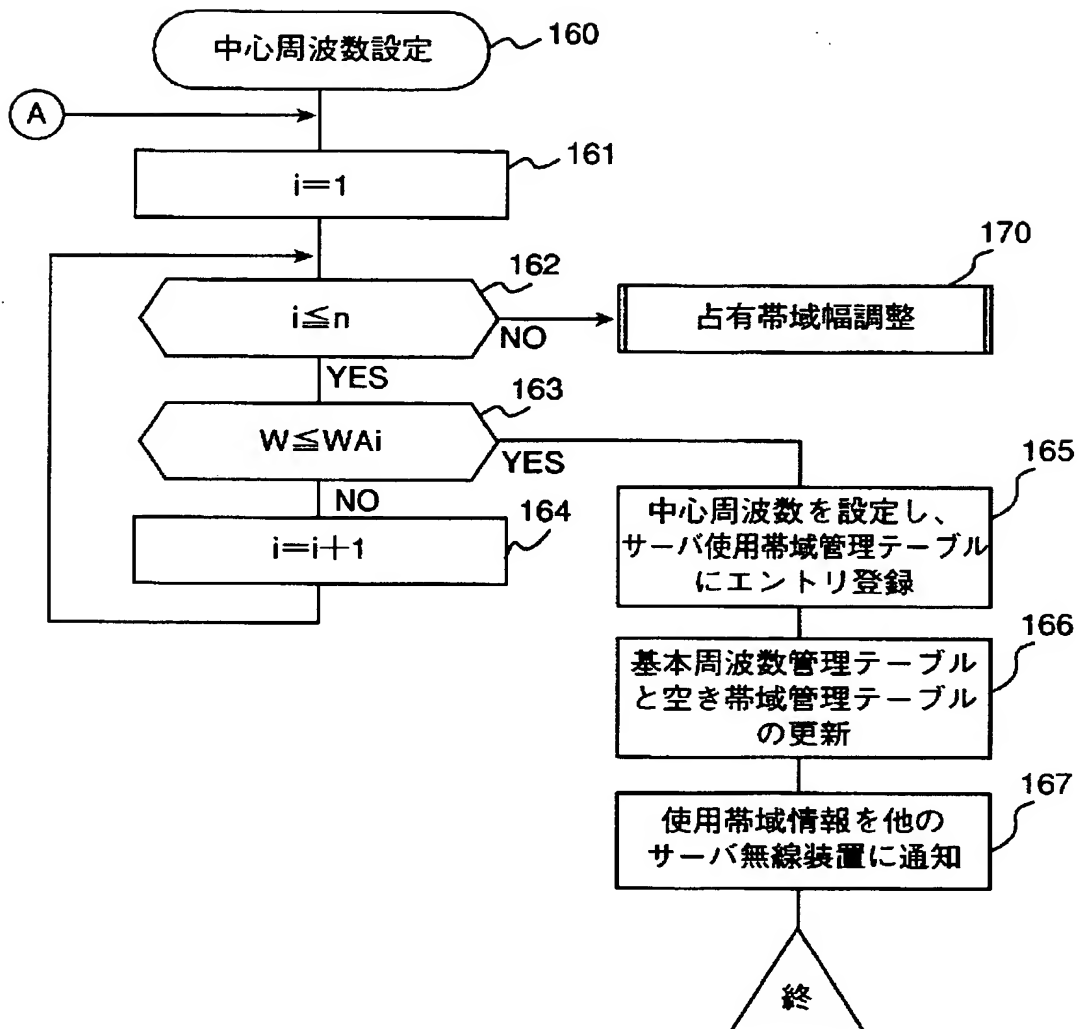 中心周波数設定
160
A
161
i=1
162
i≦n
NO
170
占有帯域幅調整
YES
163
W≦WAi
YES
NO
164
i=i+1
165
中心周波数を設定し、
サーバ使用帯域管理テーブル
にエントリ登録
166
基本周波数管理テーブル
と空き帯域管理テーブル
の更新
167
使用帯域情報を他の
サーバ無線装置に通知
終